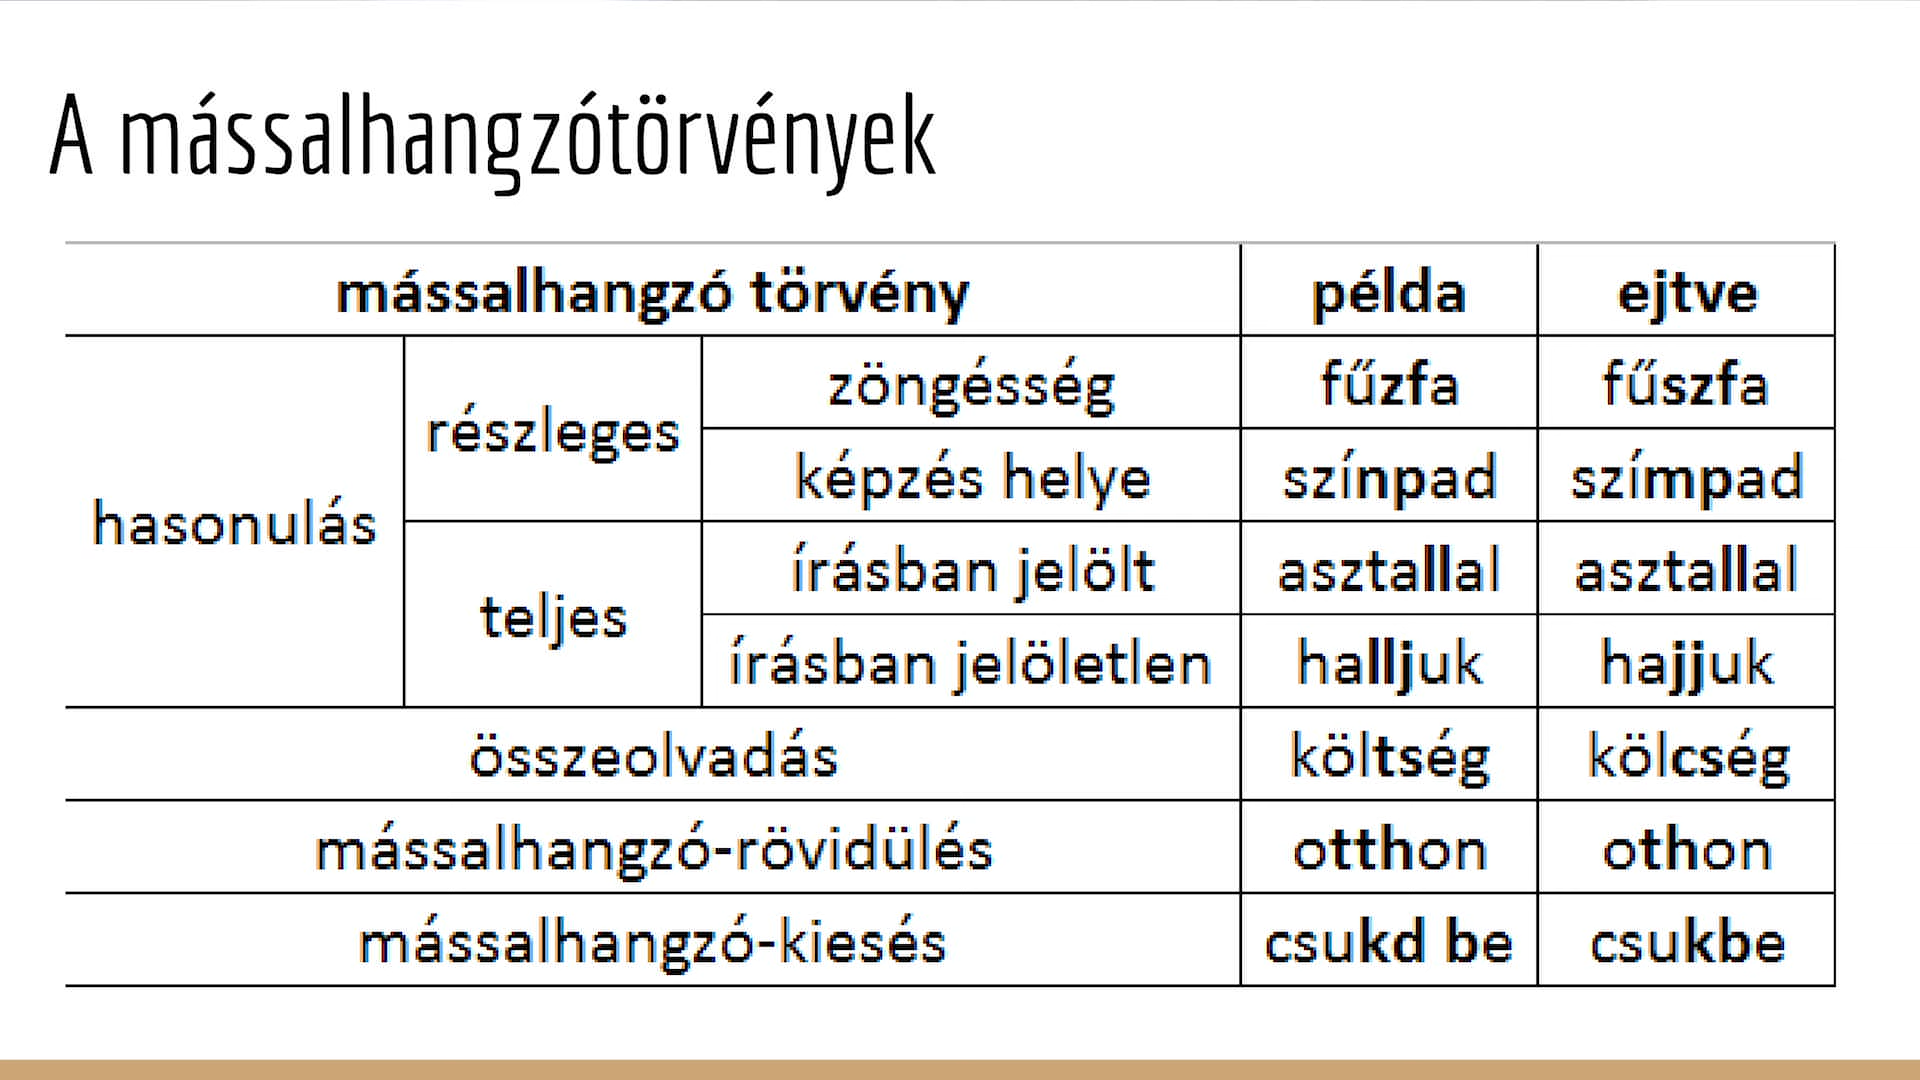 A mássalhangzótörvények
mássalhangzó törvény példa ejtve
hasonulás részleges zöngésség fűzfa fűszfa
képzés helye színpad színpad szímpad
teljes írásban jelölt asztallal asztallal
írásban jelöletlen halljuk hajjuk
összeolvadás költség kölcség
mássalhangzó-rövidülés otthon othon
mássalhangzó-kiesés csukd be csukbe